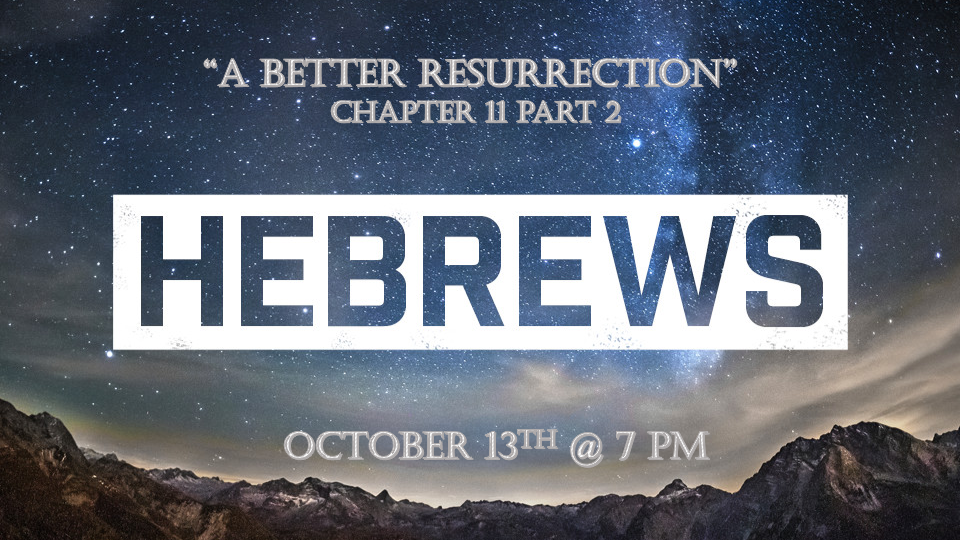 “A BETTER RESURRECTION”
CHAPTER 11 PART 2
HEBREWS
OCTOBER 13TH @ 7 PM